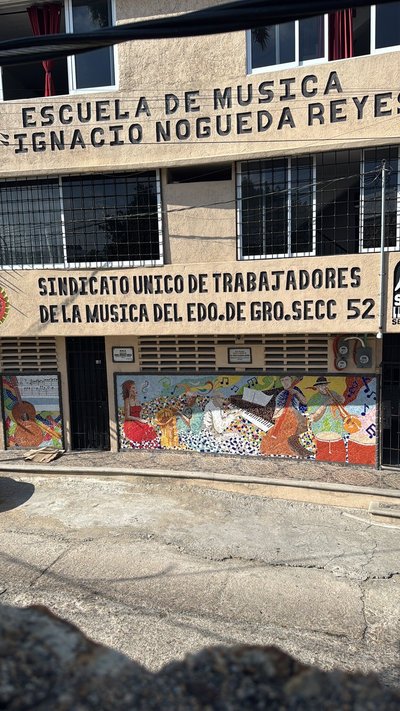 ESCUELA DE MUSICA
IGNACIO NOGUEDA REYES
SINDICATO UNICO DE TRABAJADORES
DE LA MUSICA DEL EDO. DE GRO. SECC 52